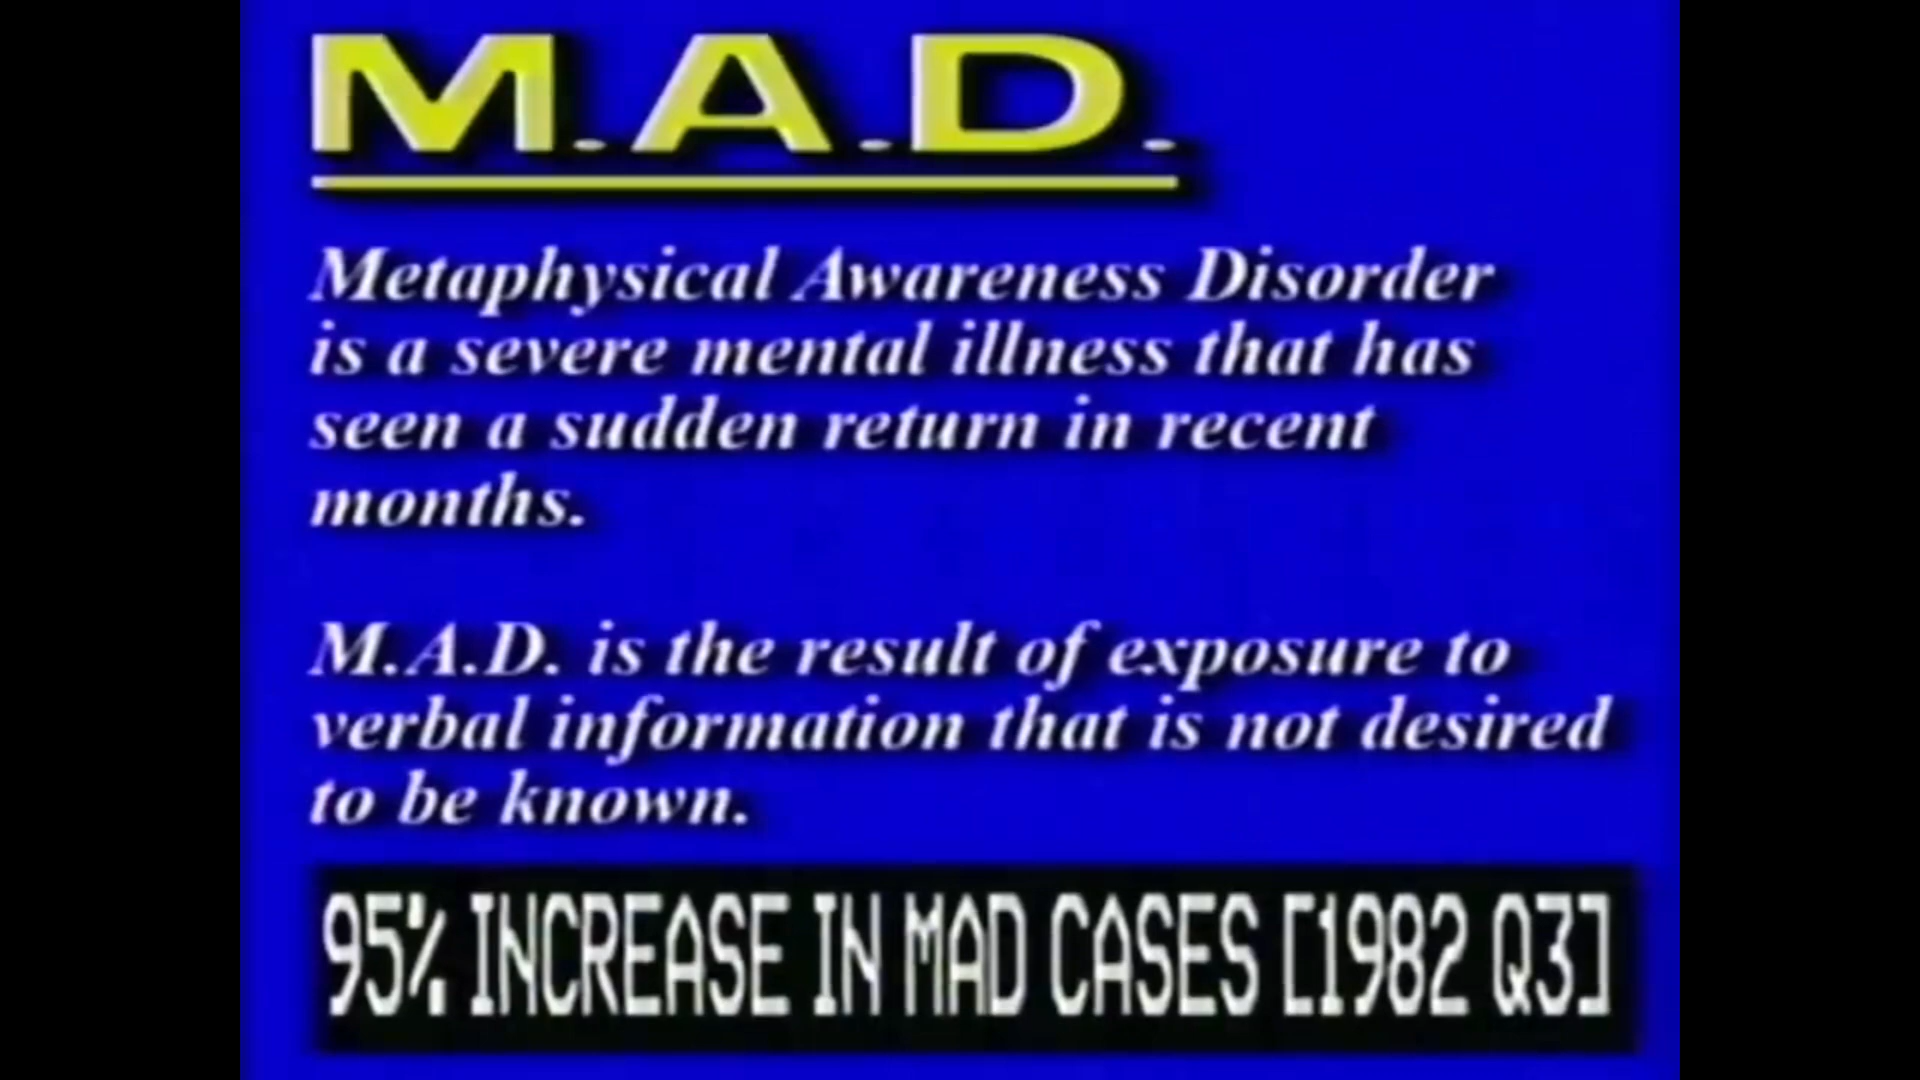 M.A.D.
Metaphysical Awareness Disorder
is a severe mental illness that has
seen a sudden return in recent
months.
M.A.D. is the result of exposure to
verbal information that is not desired
to be known.
95% INCREASE IN MAD CASES [1982 Q3]